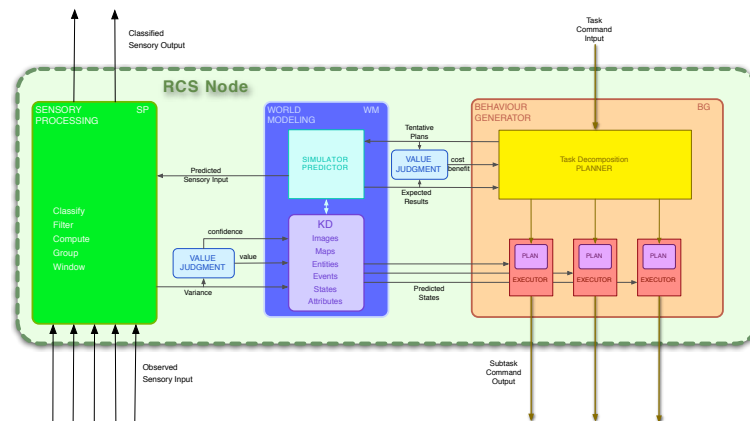 Classified
Sensory Output
Task
Command
Intput
RCS Node
SENSORY SP
PROCESSING
WORLD WM
MODELING
BEHAVIOUR BG
GENERATOR
Tentative
Plans
SIMULATOR
PREDICTOR
VALUE
JUDGMENT
cost
benefit
Task Decomposition
PLANNER
Predicted
Sensory Input
Expected
Results
Classify
Filter
Compute
Group
Window
confidence
VALUE
JUDGMENT
value
Variance
KD
Images
Maps
Entities
Events
States
Attributes
Predicted
States
PLAN
EXECUTOR
PLAN
EXECUTOR
PLAN
EXECUTOR
Observed
Sensory Input
Subtask
Command
Output